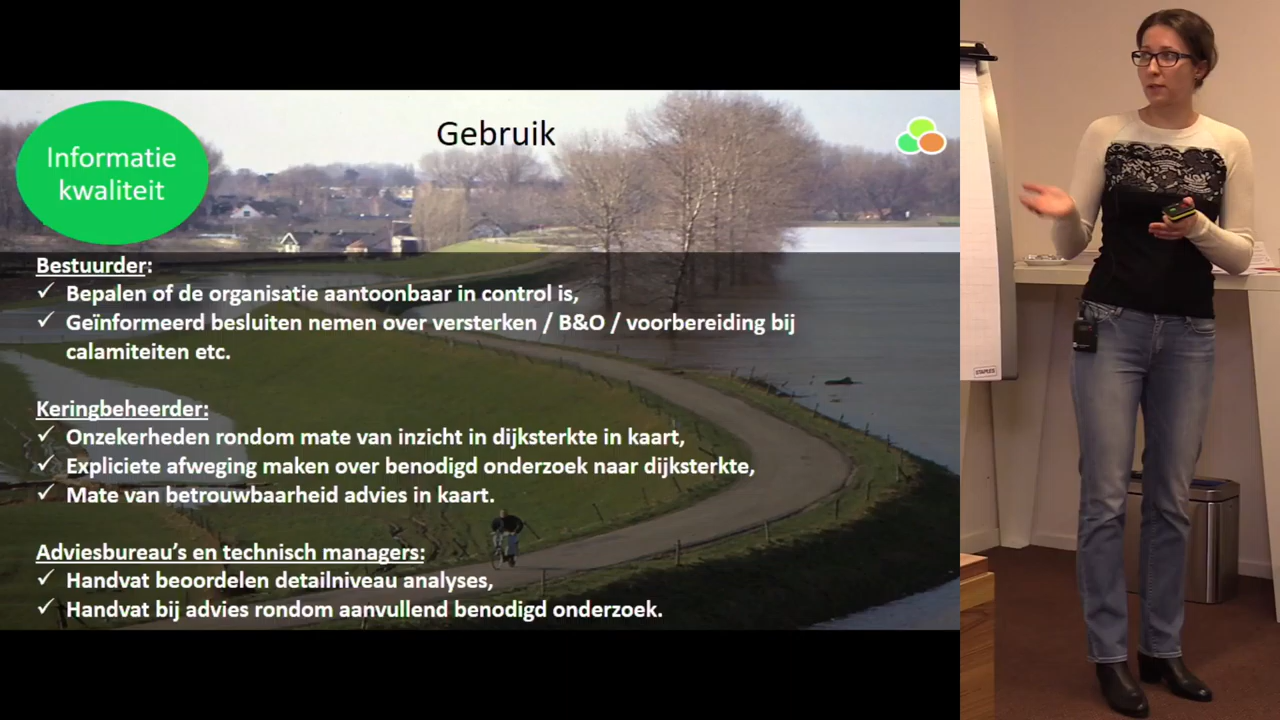 Gebruik
Informatie
kwaliteit
Bestuurder:
✓ Bepalen of de organisatie aantoonbaar in control is,
✓ Geïnformeerd besluiten nemen over versterken / B&O / voorbereiding bij
calamiteiten etc.
Keringbeheerder:
✓ Onzekerheden rondom mate van inzicht in dijksterkte in kaart,
✓ Expliciete afweging maken over benodigd onderzoek naar dijksterkte,
✓ Mate van betrouwbaarheid advies in kaart.
Adviesbureau's en technisch managers:
✓ Handvat beoordelen detailniveau analyses,
✓ Handvat bij advies rondom aanvullend benodigd onderzoek.
STAPLES